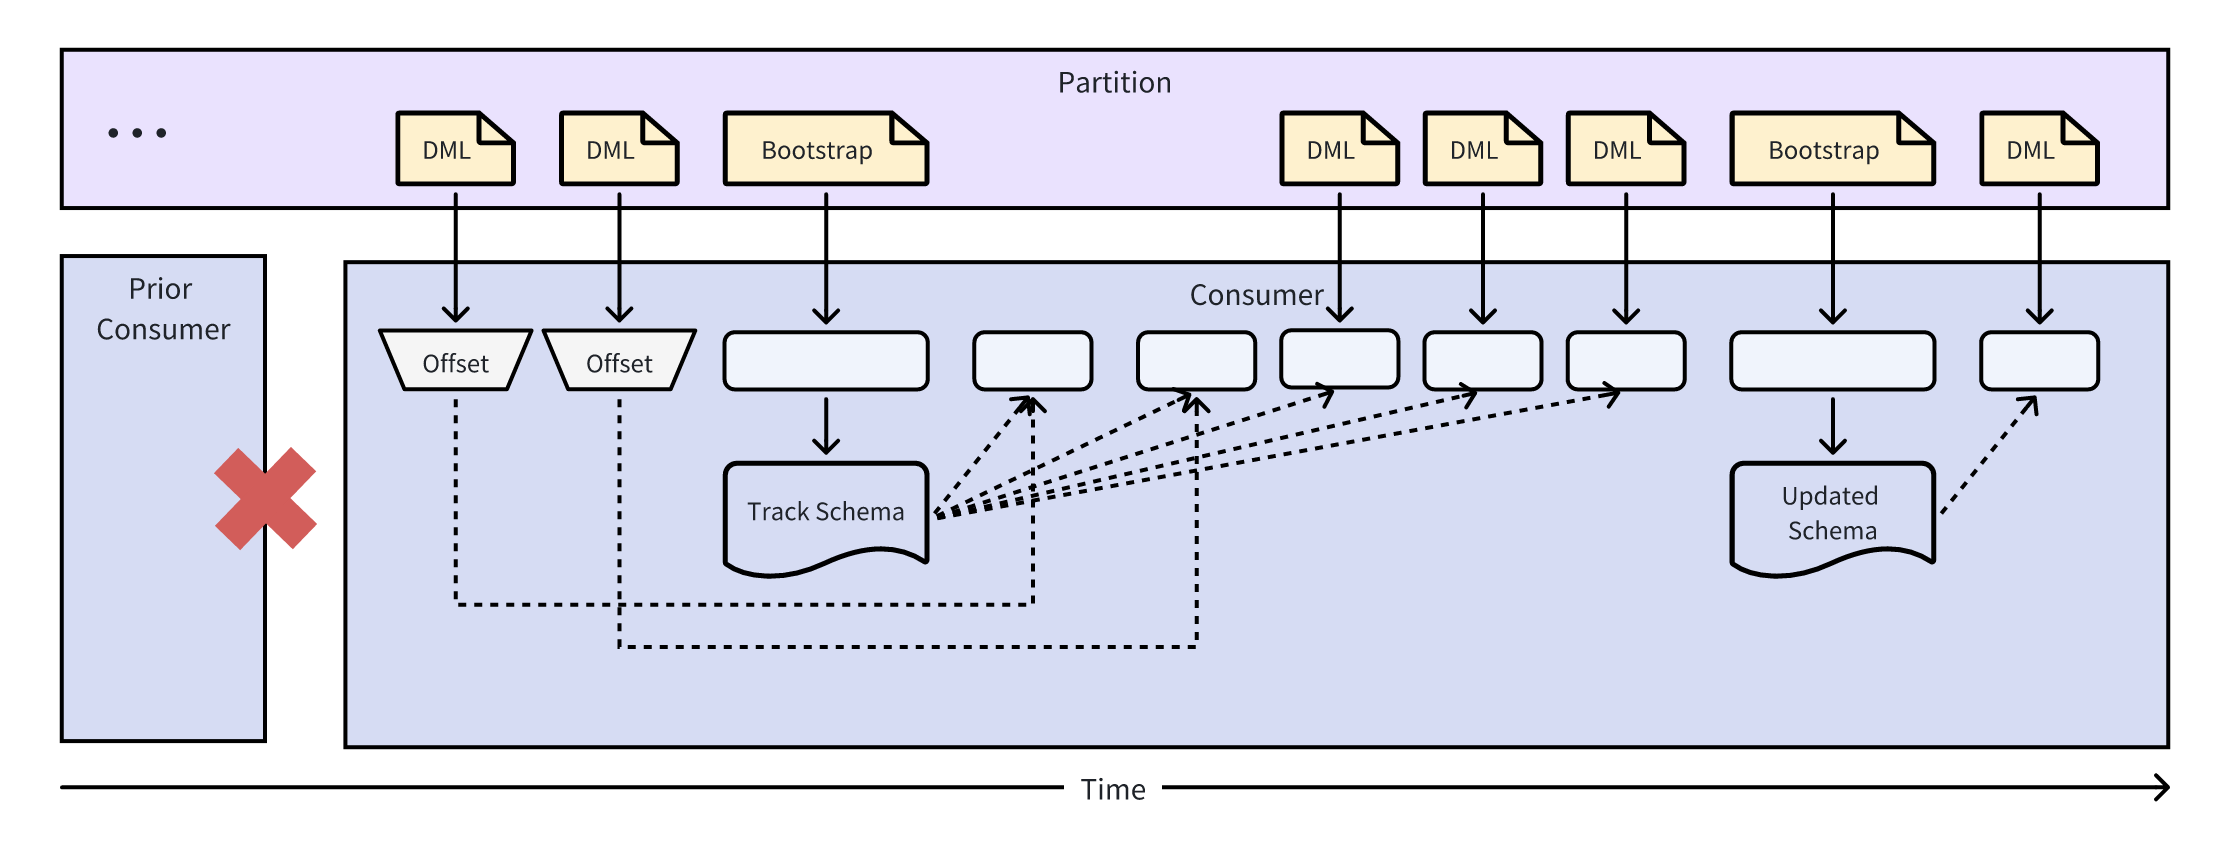 Partition
...
DML
DML
Bootstrap
DML
DML
DML
Bootstrap
DML
Prior
Consumer
Consumer
Offset
Offset
Track Schema
Updated
Schema
Time